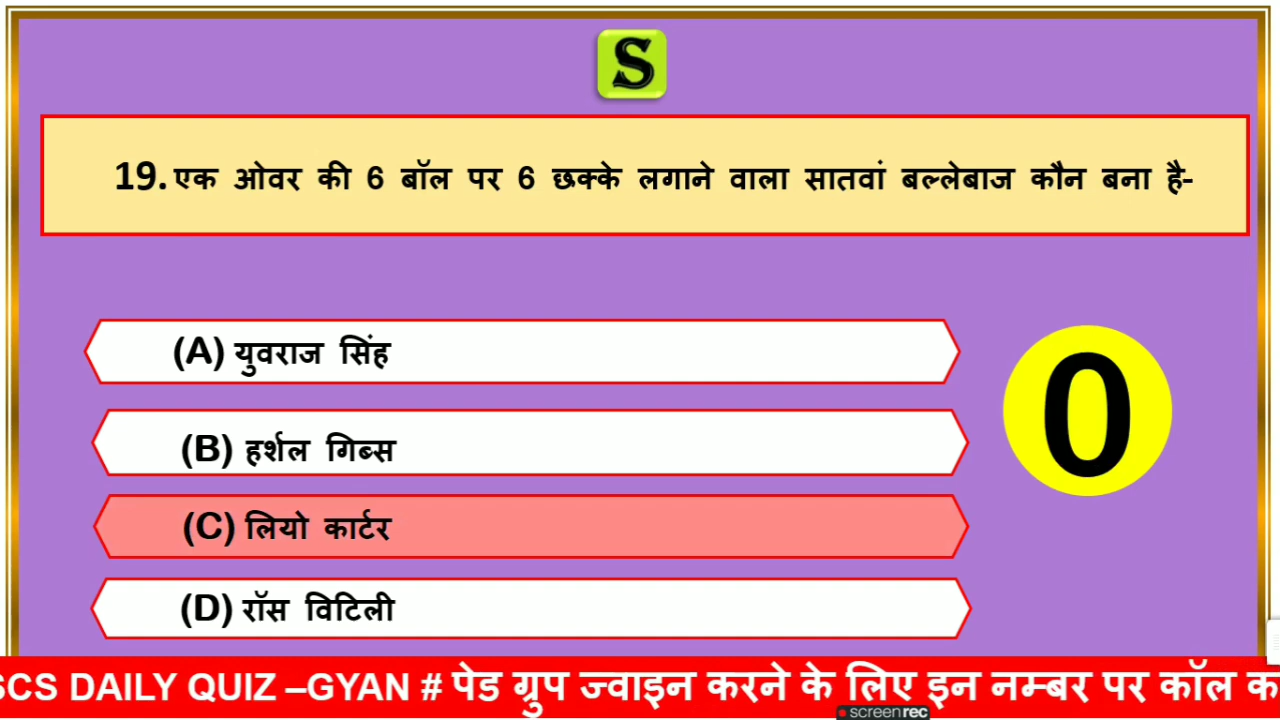 S
19. एक ओवर की 6 बॉल पर 6 छक्के लगाने वाला सातवां बल्लेबाज कौन बना है-
(A) युवराज सिंह
(B) हर्शल गिब्स
0
(C) लियो कार्टर
(D) रॉस विटिली
SCS DAILY QUIZ –GYAN # पेड ग्रुप ज्वाइन करने के लिए इन नम्बर पर कॉल क
screenrec